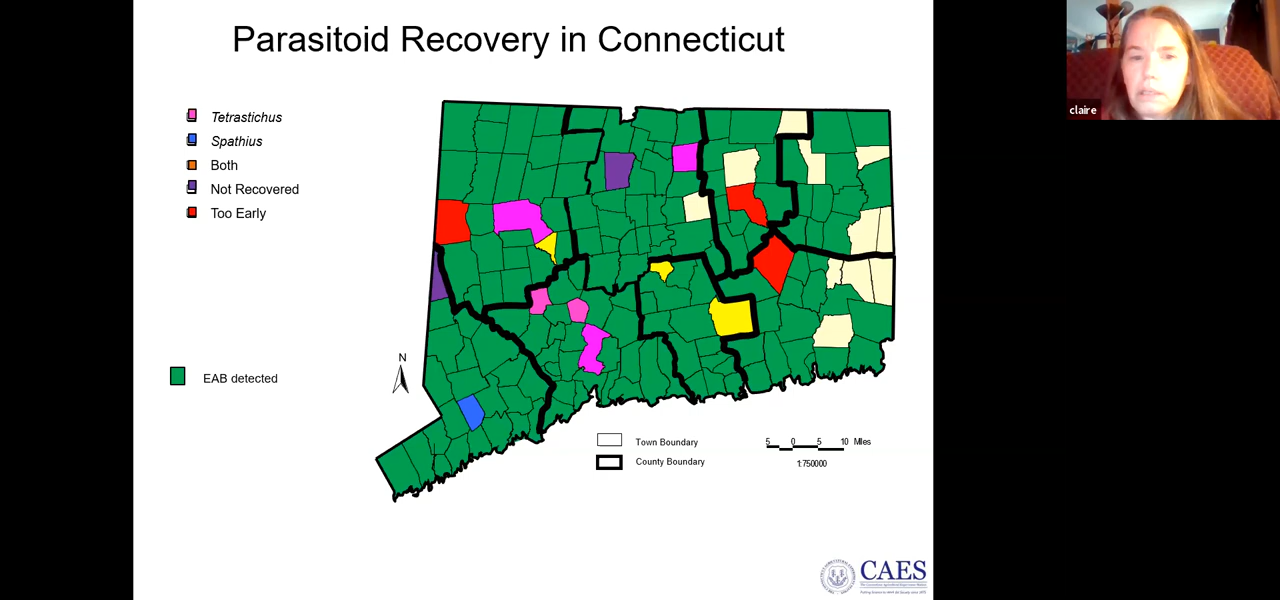 Parasitoid Recovery in Connecticut
Tetrastichus
Spathius
Both
Not Recovered
Too Early
EAB detected
N
Town Boundary
County Boundary
5 0 5 10 Miles
1:750000
claire
CAES